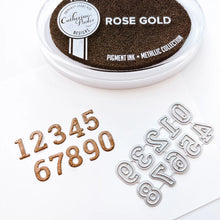 Catherine Pooler
DESIGNS
ROSE GOLD
PIGMENT INK • METALLIC COLLECTION
12345
67890